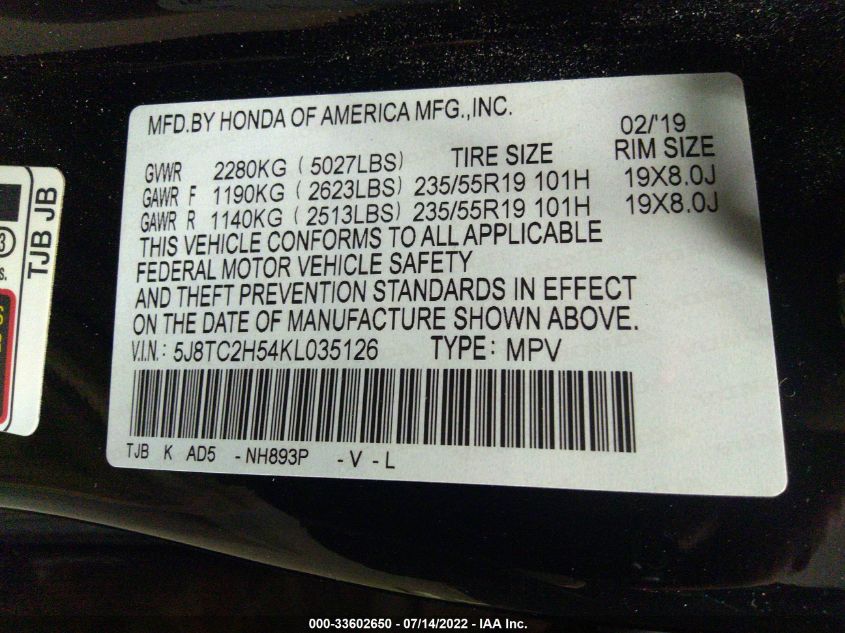 MFD.BY HONDA OF AMERICA MFG.,INC.
02/'19
GVWR 2280KG ( 5027LBS) TIRE SIZE RIM SIZE
GAWR F 1190KG ( 2623LBS) 235/55R19 101H 19X8.0J
GAWR R 1140KG ( 2513LBS) 235/55R19 101H 19X8.0J
THIS VEHICLE CONFORMS TO ALL APPLICABLE
FEDERAL MOTOR VEHICLE SAFETY
AND THEFT PREVENTION STANDARDS IN EFFECT
ON THE DATE OF MANUFACTURE SHOWN ABOVE.
V.I.N.: 5J8TC2H54KL035126 TYPE: MPV
TJB K AD5 -NH893P -V-L
TJB JB
000-33602650 - 07/14/2022 - IAA Inc.